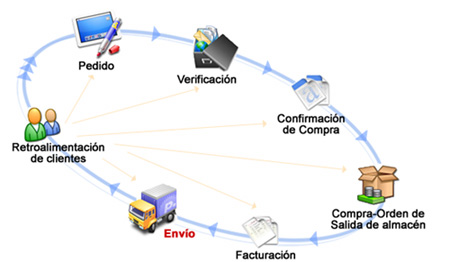 Pedido
Verificación
Confirmación
de Compra
Retroalimentación
de clientes
Compra-Orden de
Salida de almacén
Envío
Facturación